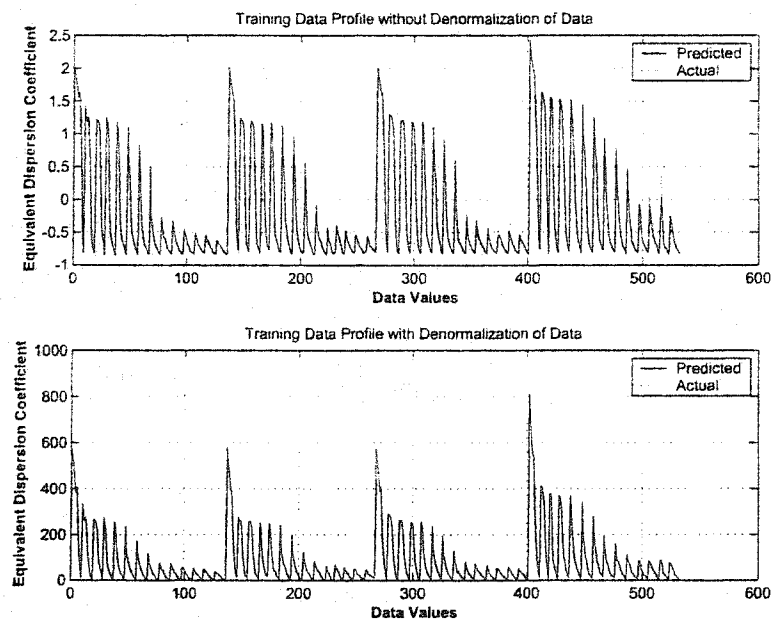 Training Data Profile without Denormalization of Data
2.5
2
1.5
1
0.5
0
-0.5
-1
Equivalent Dispersion Coefficient
Predicted
Actual
0
100
200
300
400
500
600
Data Values
Training Data Profile with Denormalization of Data
1000
800
600
400
200
0
Equivalent Dispersion Coefficient
Predicted
Actual
0
100
200
300
400
500
600
Data Values